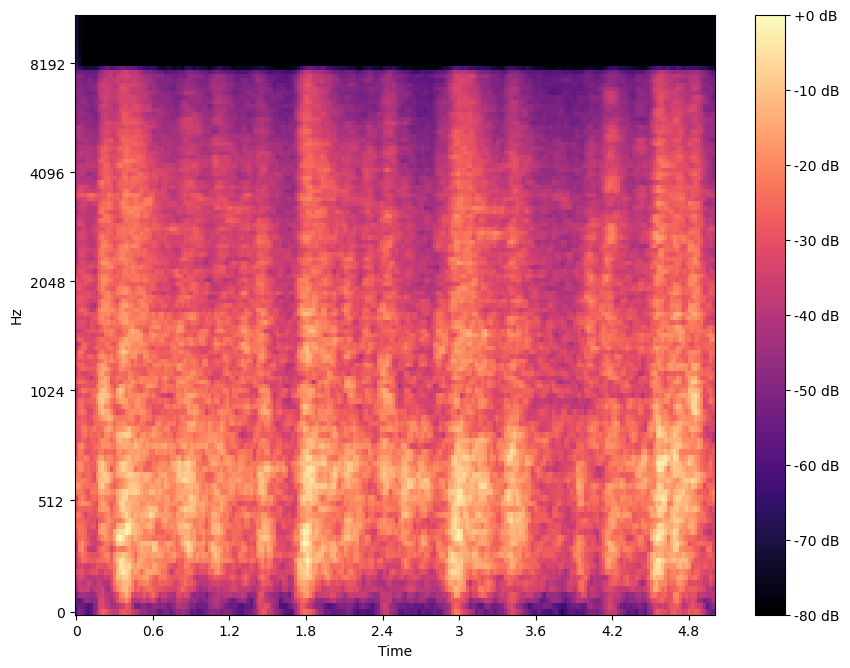 +0 dB
8192
-10 dB
4096
-20 dB
-30 dB
2048
Hz
-40 dB
1024
-50 dB
-60 dB
512
-70 dB
0
-80 dB
0 0.6 1.2 1.8 2.4 3 3.6 4.2 4.8
Time